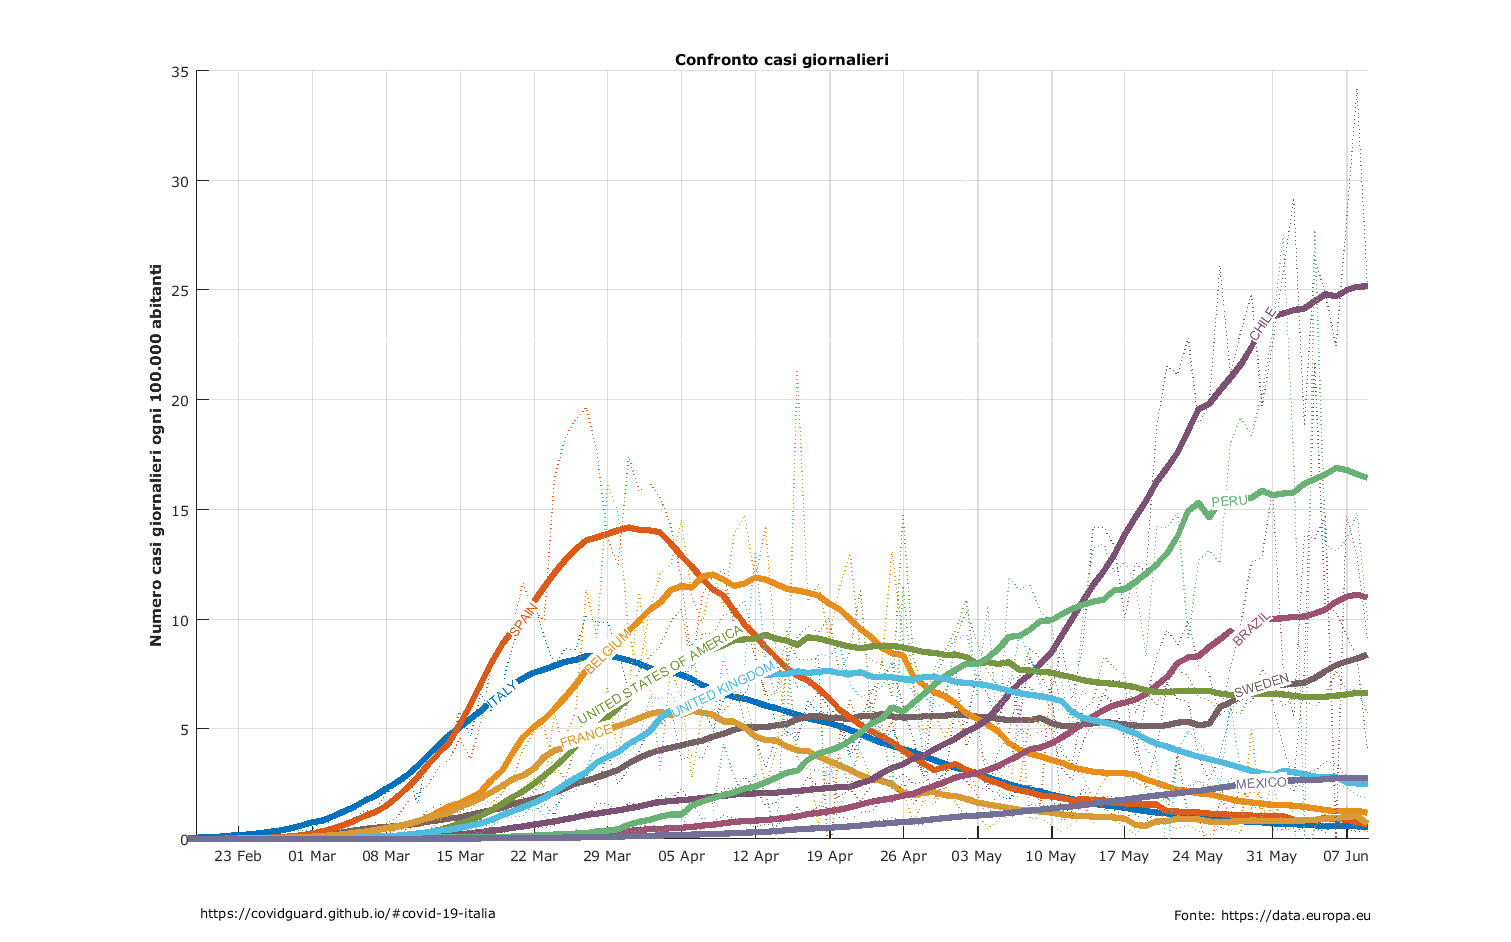 Confronto casi giornalieri
Numero casi giornalieri ogni 100.000 abitanti
35
30
25
20
15
10
5
0
CHILE
PERU
BRAZIL
SWEDEN
MEXICO
SPAIN
ITALY
BELGIUM
UNITED STATES OF AMERICA
UNITED KINGDOM
FRANCE
23 Feb 01 Mar 08 Mar 15 Mar 22 Mar 29 Mar 05 Apr 12 Apr 19 Apr 26 Apr 03 May 10 May 17 May 24 May 31 May 07 Jun
https://covidguard.github.io/#covid-19-italia
Fonte: https://data.europa.eu